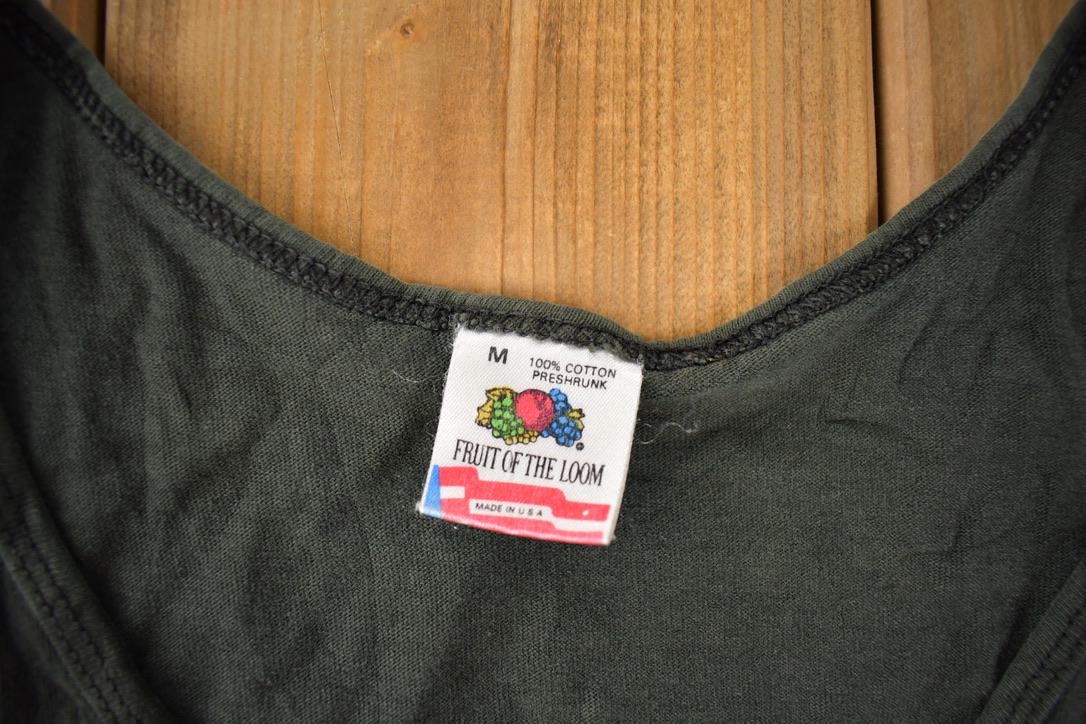 M
100% COTTON
PRESHRUNK
FRUIT OF THE LOOM
MADE IN U S A